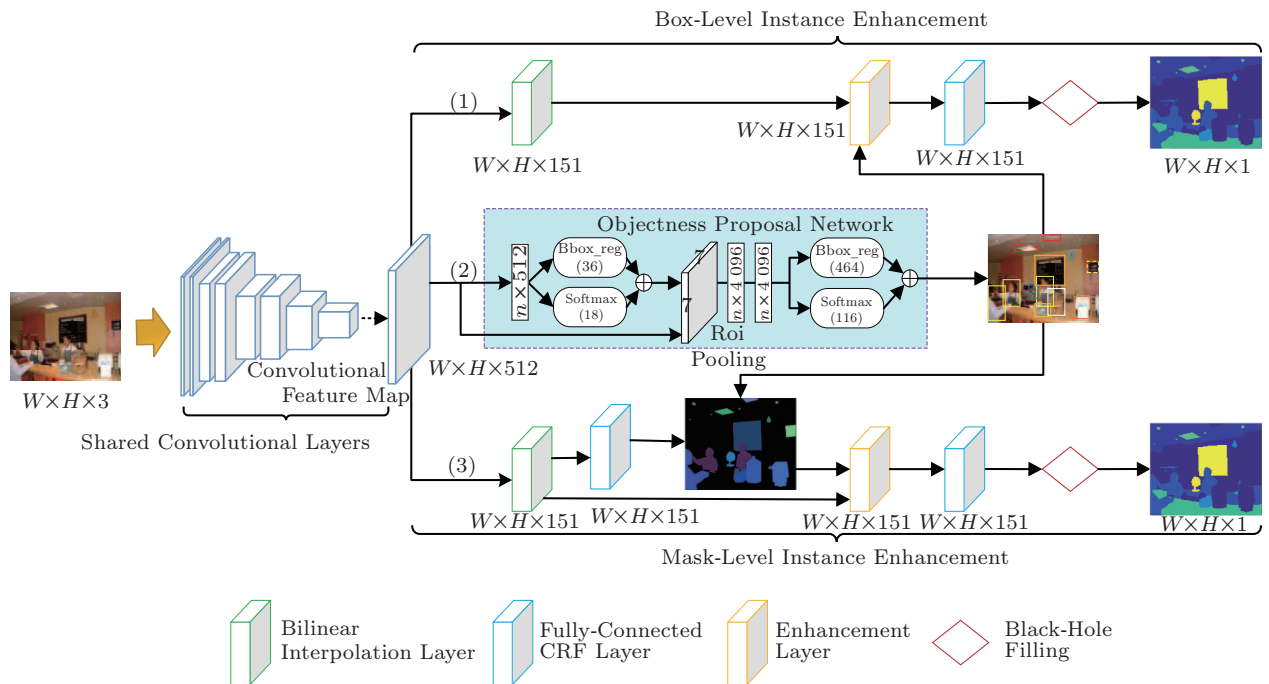 Box-Level Instance Enhancement
(1)
W×H×151
W×H×151
W×H×151
W×H×1
Objectness Proposal Network
(2)
n×512
Bbox_reg
(36)
Softmax
(18)
7
7
n×4 096
n×4 096
Bbox_reg
(464)
Softmax
(116)
Roi
Pooling
W×H×3
Convolutional
Feature Map
W×H×512
Shared Convolutional Layers
(3)
W×H×151
W×H×151
W×H×151
W×H×151
W×H×1
Mask-Level Instance Enhancement
Bilinear
Interpolation Layer
Fully-Connected
CRF Layer
Enhancement
Layer
Black-Hole
Filling